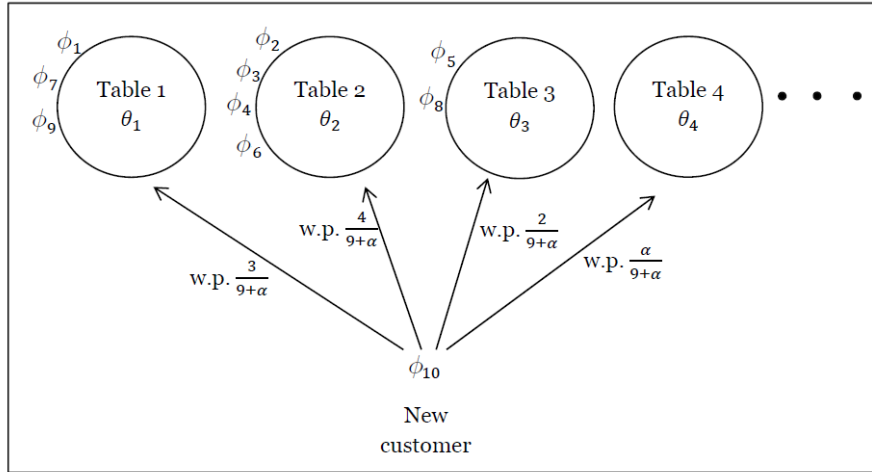 ϕ₁
ϕ₇
ϕ₉
Table 1
θ₁
ϕ₂
ϕ₃
ϕ₄
ϕ₆
Table 2
θ₂
ϕ₅
ϕ₈
Table 3
θ₃
Table 4
θ₄
• • •
w.p. 3/(9+α)
w.p. 4/(9+α)
w.p. 2/(9+α)
w.p. α/(9+α)
ϕ₁₀
New
customer